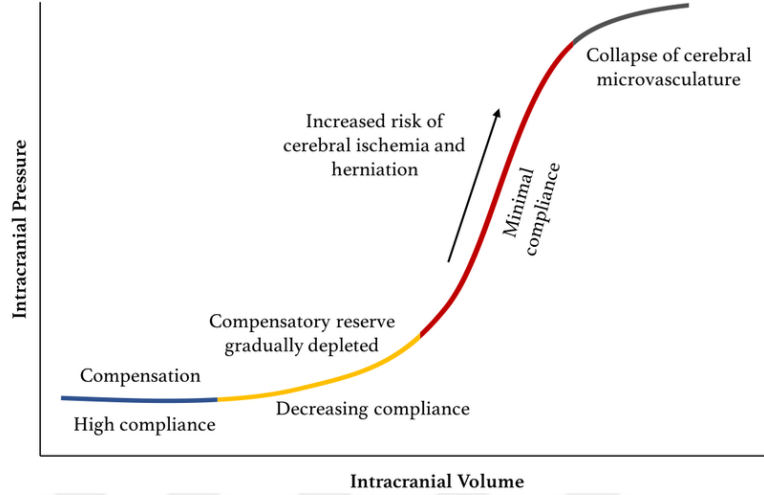 Collapse of cerebral
microvasculature
Increased risk of
cerebral ischemia and
herniation
Minimal
compliance
Intracranial Pressure
Compensatory reserve
gradually depleted
Compensation
Decreasing compliance
High compliance
Intracranial Volume